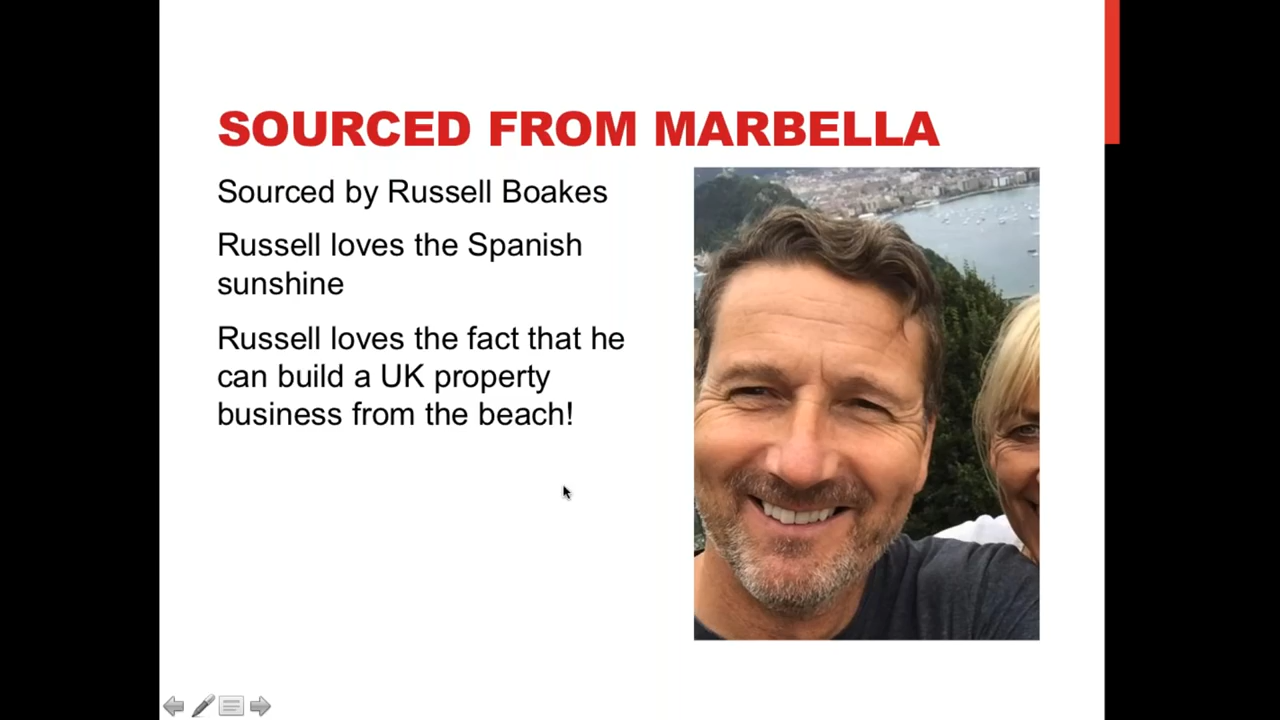 SOURCED FROM MARBELLA
Sourced by Russell Boakes
Russell loves the Spanish
sunshine
Russell loves the fact that he
can build a UK property
business from the beach!